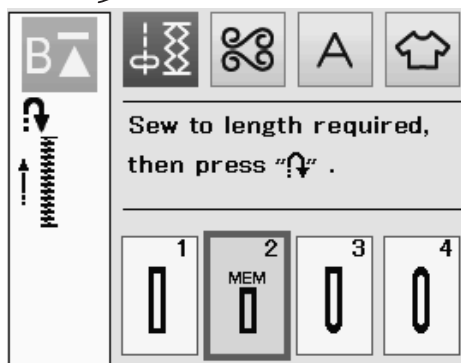 B
A
Sew to length required,
then press “ ” .
1
2
3
4
MEM